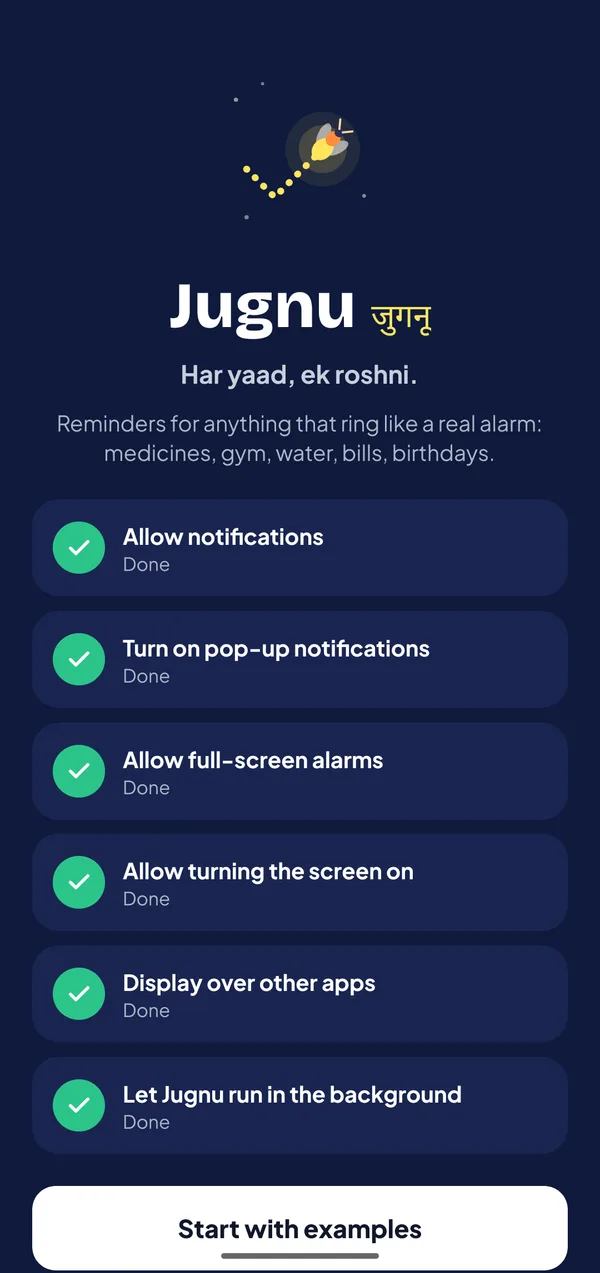 Jugnu जुगनू
Har yaad, ek roshni.
Reminders for anything that ring like a real alarm:
medicines, gym, water, bills, birthdays.
Allow notifications
Done
Turn on pop-up notifications
Done
Allow full-screen alarms
Done
Allow turning the screen on
Done
Display over other apps
Done
Let Jugnu run in the background
Done
Start with examples